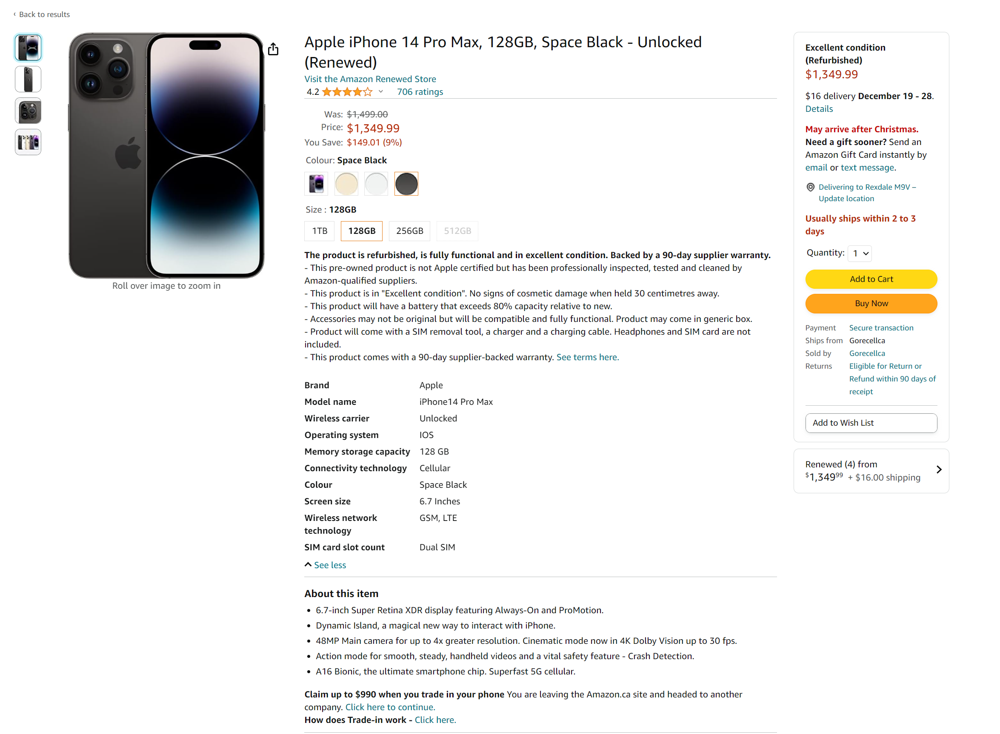 ‹ Back to results
Roll over image to zoom in
Apple iPhone 14 Pro Max, 128GB, Space Black - Unlocked
(Renewed)
Visit the Amazon Renewed Store
4.2
706 ratings
Was: $1,499.00
Price: $1,349.99
You Save: $149.01 (9%)
Colour: Space Black
Size : 128GB
1TB 128GB 256GB 512GB
The product is refurbished, is fully functional and in excellent condition. Backed by a 90-day supplier warranty.
- This pre-owned product is not Apple certified but has been professionally inspected, tested and cleaned by
Amazon-qualified suppliers.
- This product is in "Excellent condition". No signs of cosmetic damage when held 30 centimetres away.
- This product will have a battery that exceeds 80% capacity relative to new.
- Accessories may not be original but will be compatible and fully functional. Product may come in generic box.
- Product will come with a SIM removal tool, a charger and a charging cable. Headphones and SIM card are not
included.
- This product comes with a 90-day supplier-backed warranty. See terms here.
Brand Apple
Model name iPhone14 Pro Max
Wireless carrier Unlocked
Operating system IOS
Memory storage capacity 128 GB
Connectivity technology Cellular
Colour Space Black
Screen size 6.7 Inches
Wireless network GSM, LTE
technology
SIM card slot count Dual SIM
See less
About this item
• 6.7-inch Super Retina XDR display featuring Always-On and ProMotion.
• Dynamic Island, a magical new way to interact with iPhone.
• 48MP Main camera for up to 4x greater resolution. Cinematic mode now in 4K Dolby Vision up to 30 fps.
• Action mode for smooth, steady, handheld videos and a vital safety feature - Crash Detection.
• A16 Bionic, the ultimate smartphone chip. Superfast 5G cellular.
Claim up to $990 when you trade in your phone You are leaving the Amazon.ca site and headed to another
company. Click here to continue.
How does Trade-in work - Click here.
Excellent condition
(Refurbished)
$1,349.99
$16 delivery December 19 - 28.
Details
May arrive after Christmas.
Need a gift sooner? Send an
Amazon Gift Card instantly by
email or text message.
Delivering to Rexdale M9V –
Update location
Usually ships within 2 to 3
days
Quantity: 1
Add to Cart
Buy Now
Payment Secure transaction
Ships from Gorecellca
Sold by Gorecellca
Returns Eligible for Return or
Refund within 90 days of
receipt
Add to Wish List
Renewed (4) from
$1,349.99 + $16.00 shipping